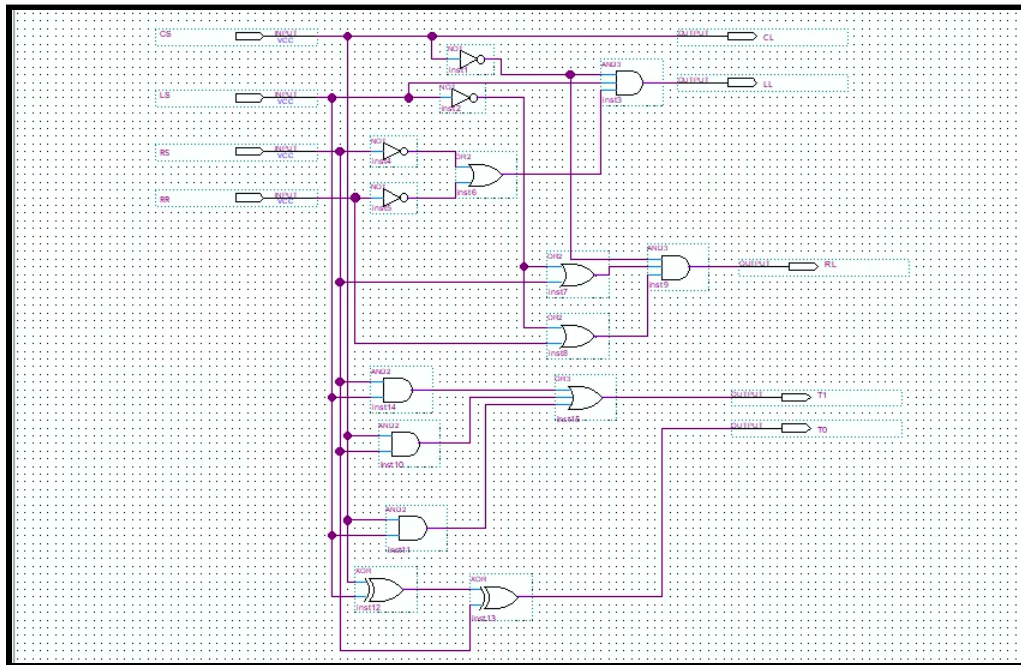 CS INPUT VCC OUTPUT CL
NOT inst1
AND3 inst3
LS INPUT VCC OUTPUT LL
NOT inst2
RS INPUT VCC
NOT inst4
OR2 inst6
RR INPUT VCC
NOT inst5
AND3 inst9
OR2 inst7
OUTPUT RL
OR2 inst8
AND2 inst14
OR3 inst15
OUTPUT T1
AND2 inst10
OUTPUT T0
AND2 inst11
XOR inst12
XOR inst13